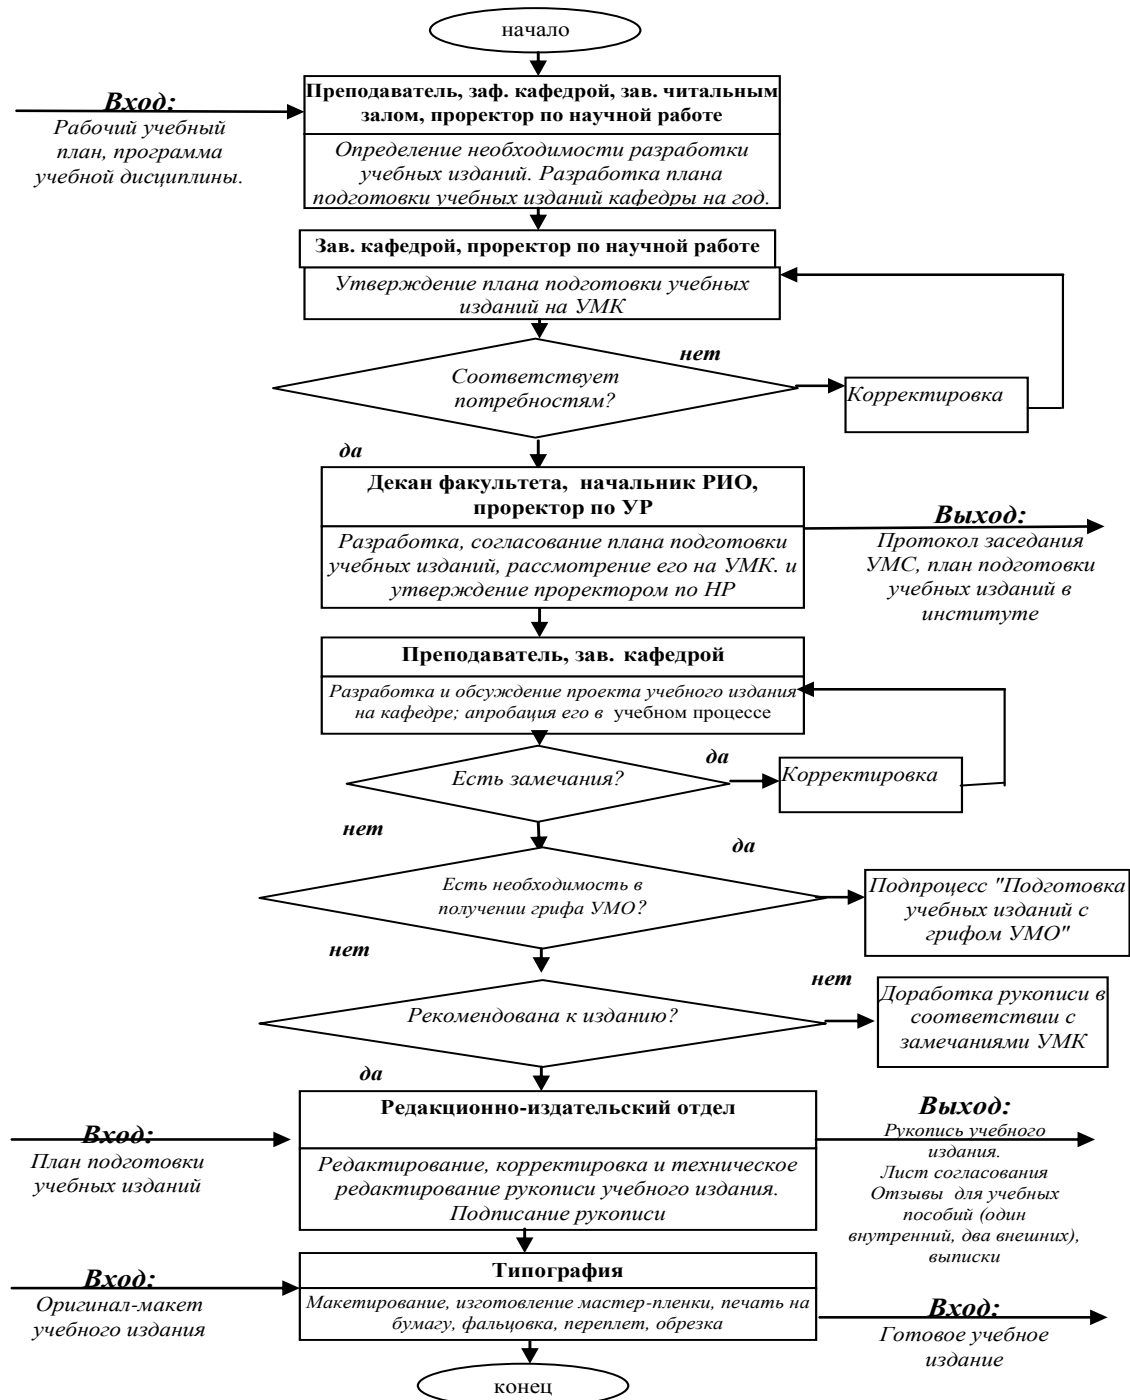 начало
Вход:
Рабочий учебный
план, программа
учебной дисциплины.
Преподаватель, заф. кафедрой, зав. читальным
залом, проректор по научной работе
Определение необходимости разработки
учебных изданий. Разработка плана
подготовки учебных изданий кафедры на год.
Зав. кафедрой, проректор по научной работе
Утверждение плана подготовки учебных
изданий на УМК
нет
Соответствует
потребностям?
Корректировка
да
Декан факультета, начальник РИО,
проректор по УР
Разработка, согласование плана подготовки
учебных изданий, рассмотрение его на УМК. и
утверждение проректором по НР
Выход:
Протокол заседания
УМС, план подготовки
учебных изданий в
институте
Преподаватель, зав. кафедрой
Разработка и обсуждение проекта учебного издания
на кафедре; апробация его в учебном процессе
да
Есть замечания?
Корректировка
нет
да
Есть необходимость в
получении грифа УМО?
Подпроцесс "Подготовка
учебных изданий с
грифом УМО"
нет
нет
Рекомендована к изданию?
Доработка рукописи в
соответствии с
замечаниями УМК
да
Вход:
План подготовки
учебных изданий
Редакционно-издательский отдел
Редактирование, корректировка и техническое
редактирование рукописи учебного издания.
Подписание рукописи
Выход:
Рукопись учебного
издания.
Лист согласования
Отзывы для учебных
пособий (один
внутренний, два внешних),
выписки
Вход:
Оригинал-макет
учебного издания
Типография
Макетирование, изготовление мастер-пленки, печать на
бумагу, фальцовка, переплет, обрезка
Вход:
Готовое учебное
издание
конец